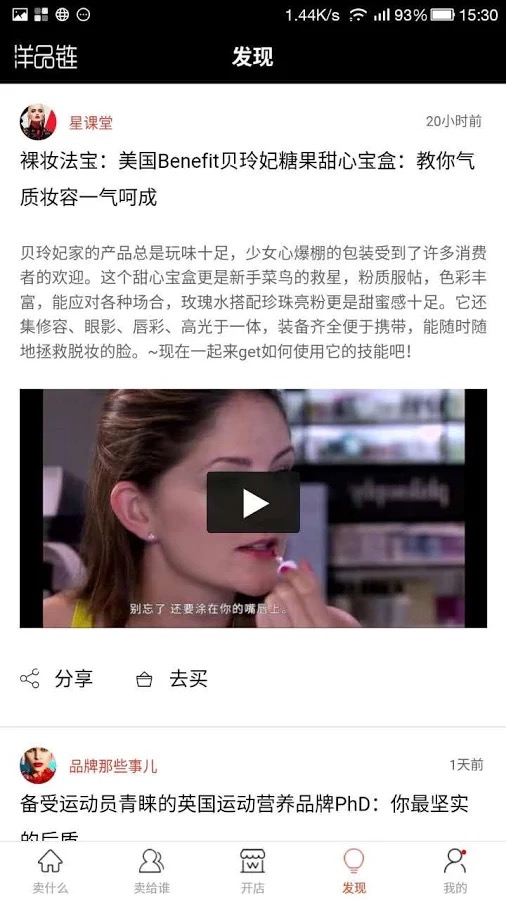 1.44K/s 93% 15:30
洋品链
发现
星课堂
20小时前
裸妆法宝：美国Benefit贝玲妃糖果甜心宝盒：教你气
质妆容一气呵成
贝玲妃家的产品总是玩味十足，少女心爆棚的包装受到了许多消费
者的欢迎。这个甜心宝盒更是新手菜鸟的救星，粉质服帖，色彩丰
富，能应对各种场合，玫瑰水搭配珍珠亮粉更是甜蜜感十足。它还
集修容、眼影、唇彩、高光于一体，装备齐全便于携带，能随时随
地拯救脱妆的脸。~现在一起来get如何使用它的技能吧！
别忘了 还要涂在你的嘴唇上。
分享
去买
品牌那些事儿
1天前
备受运动员青睐的英国运动营养品牌PhD：你最坚实
的后盾
卖什么
卖给谁
开店
发现
我的